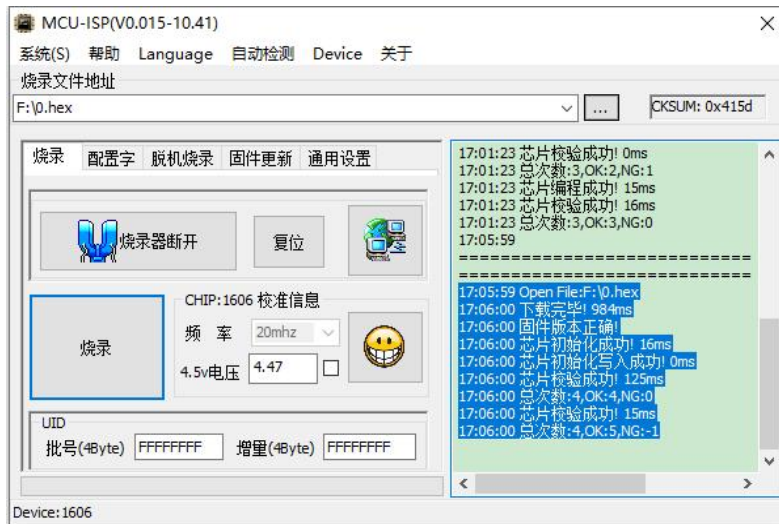 MCU-ISP(V0.015-10.41)
系统(S) 帮助 Language 自动检测 Device 关于
烧录文件地址
F:\0.hex
...
CKSUM: 0x415d
烧录 配置字 脱机烧录 固件更新 通用设置
烧录器断开
复位
烧录
CHIP:1606 校准信息
频 率 20mhz
4.5v电压 4.47
UID
批号(4Byte) FFFFFFFF 增量(4Byte) FFFFFFFF
17:01:23 芯片校验成功! 0ms
17:01:23 总次数:3,OK:2,NG:1
17:01:23 芯片编程成功! 15ms
17:01:23 芯片校验成功! 16ms
17:01:23 总次数:3,OK:3,NG:0
17:05:59
==============================
==============================
17:05:59 Open File:F:\0.hex
17:06:00 下载完毕! 984ms
17:06:00 固件版本正确!
17:06:00 芯片初始化成功! 16ms
17:06:00 芯片初始化写入成功! 0ms
17:06:00 芯片校验成功! 125ms
17:06:00 总次数:4,OK:4,NG:0
17:06:00 芯片校验成功! 15ms
17:06:00 总次数:4,OK:5,NG:-1
Device:1606